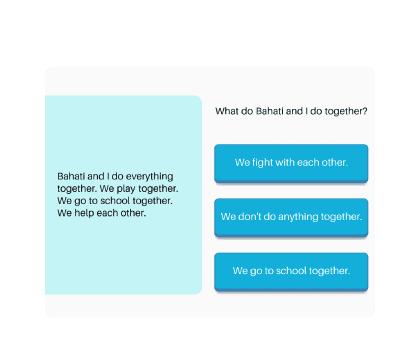 Bahati and I do everything
together. We play together.
We go to school together.
We help each other.
What do Bahati and I do together?
We fight with each other.
We don't do anything together.
We go to school together.